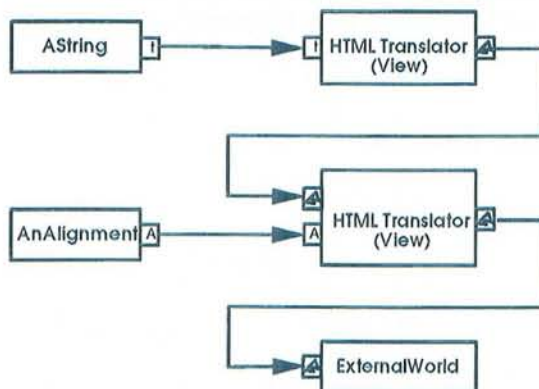 AString
t
t
HTML Translator
(View)
AnAlignment
A
A
HTML Translator
(View)
ExternalWorld